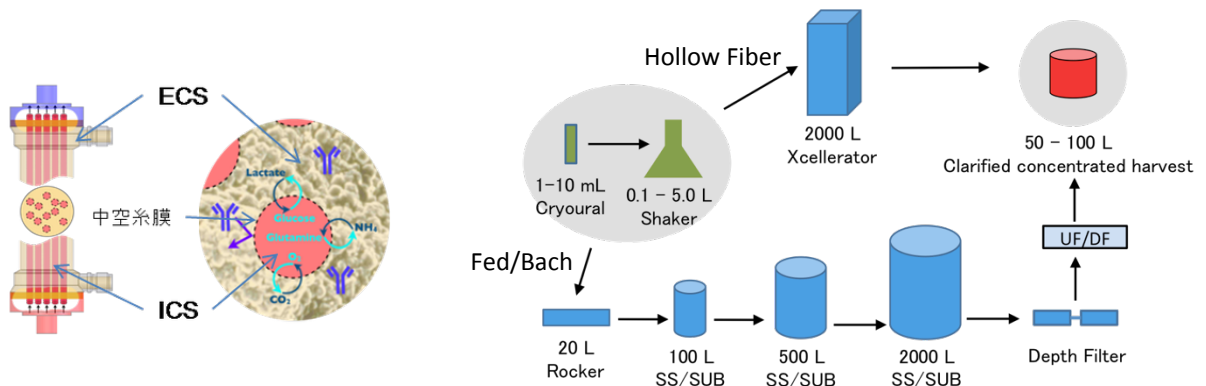 ECS
中空糸膜
ICS
Lactate
Glucose
Glutamine
NH₄
O₂
CO₂
Hollow Fiber
2000 L
Xcellerator
50 – 100 L
Clarified concentrated harvest
1–10 mL
Cryoural
0.1 – 5.0 L
Shaker
Fed/Bach
UF/DF
20 L
Rocker
100 L
SS/SUB
500 L
SS/SUB
2000 L
SS/SUB
Depth Filter